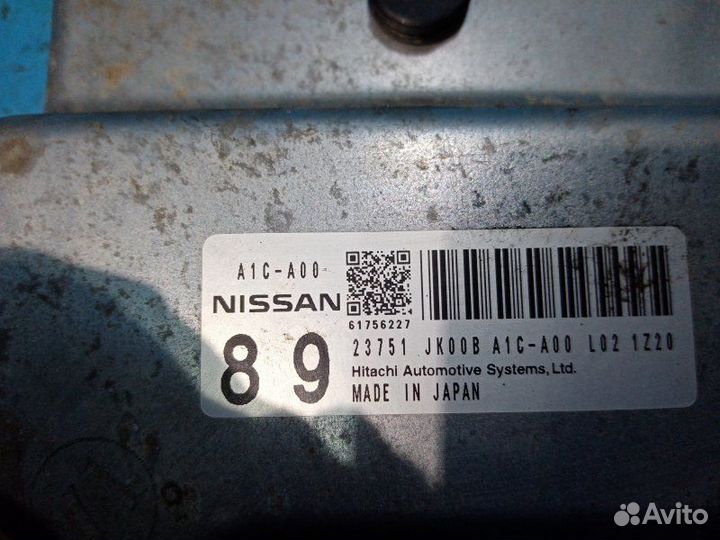 A1C-A00
NISSAN
61756227
89
23751 JK00B A1C-A00 L02 1Z20
Hitachi Automotive Systems, Ltd.
MADE IN JAPAN
Avito